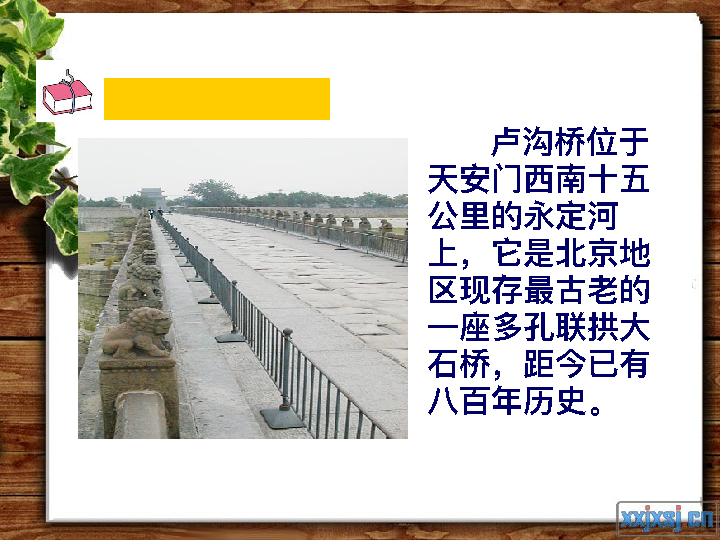 卢沟桥位于
天安门西南十五
公里的永定河
上，它是北京地
区现存最古老的
一座多孔联拱大
石桥，距今已有
八百年历史。
xxjxsj.cn